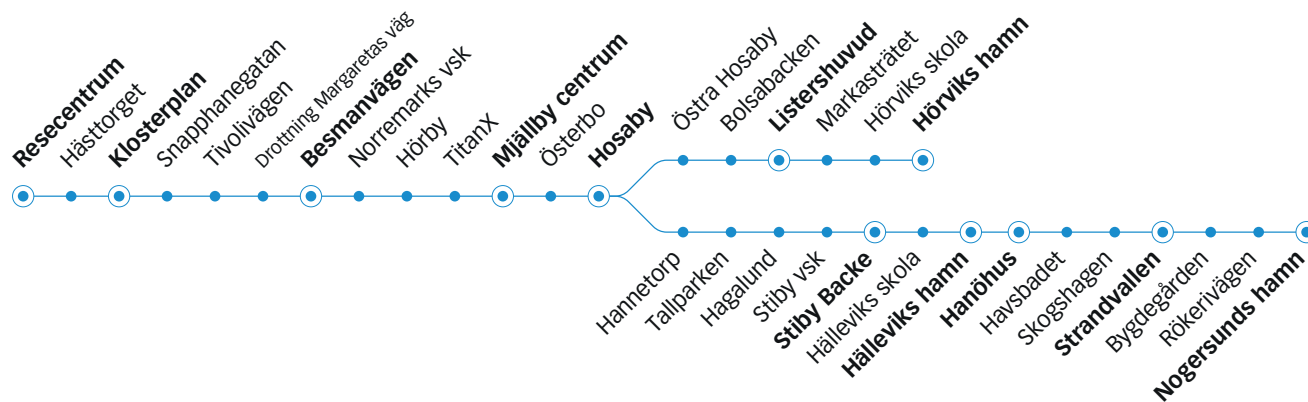 Resecentrum
Hästtorget
Klosterplan
Snapphanegatan
Tivolivägen
Drottning Margaretas väg
Besmanvägen
Norremarks vsk
Hörby
TitanX
Mjällby centrum
Österbo
Hosaby
Östra Hosaby
Bolsabacken
Listershuvud
Markasträtet
Hörviks skola
Hörviks hamn
Hannetorp
Tallparken
Hagalund
Stiby vsk
Stiby Backe
Hälleviks skola
Hälleviks hamn
Hanöhus
Havsbadet
Skogshagen
Strandvallen
Bygdegården
Rökerivägen
Nogersunds hamn